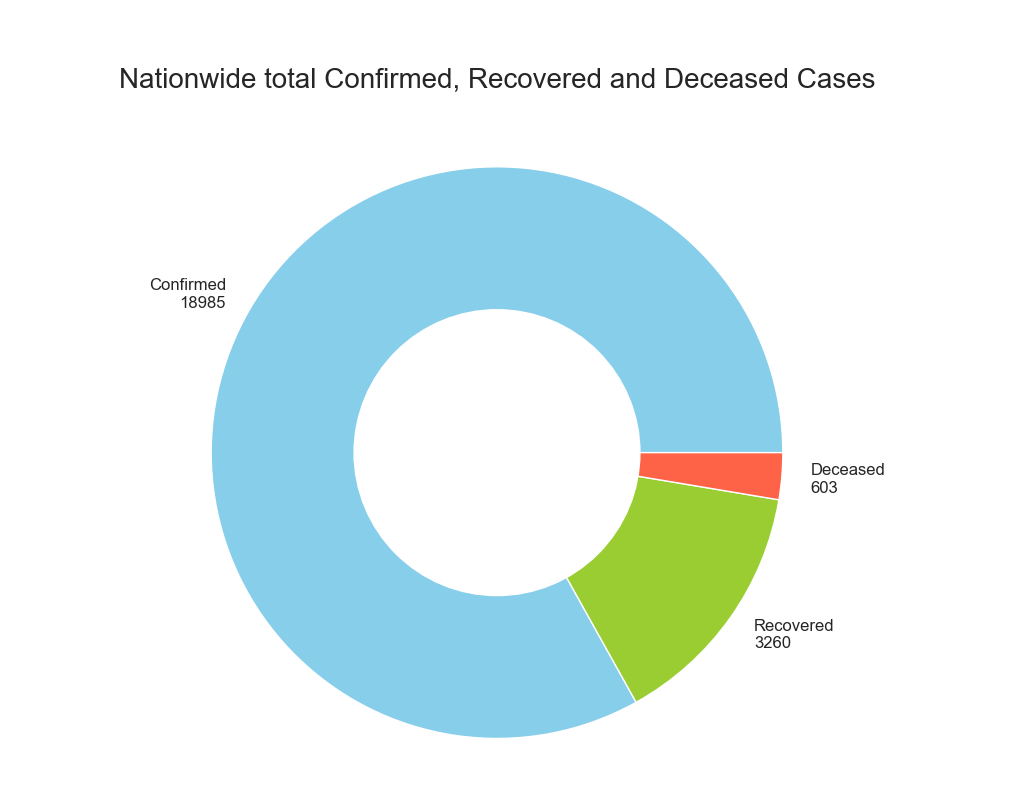 Nationwide total Confirmed, Recovered and Deceased Cases
Confirmed
18985
Deceased
603
Recovered
3260